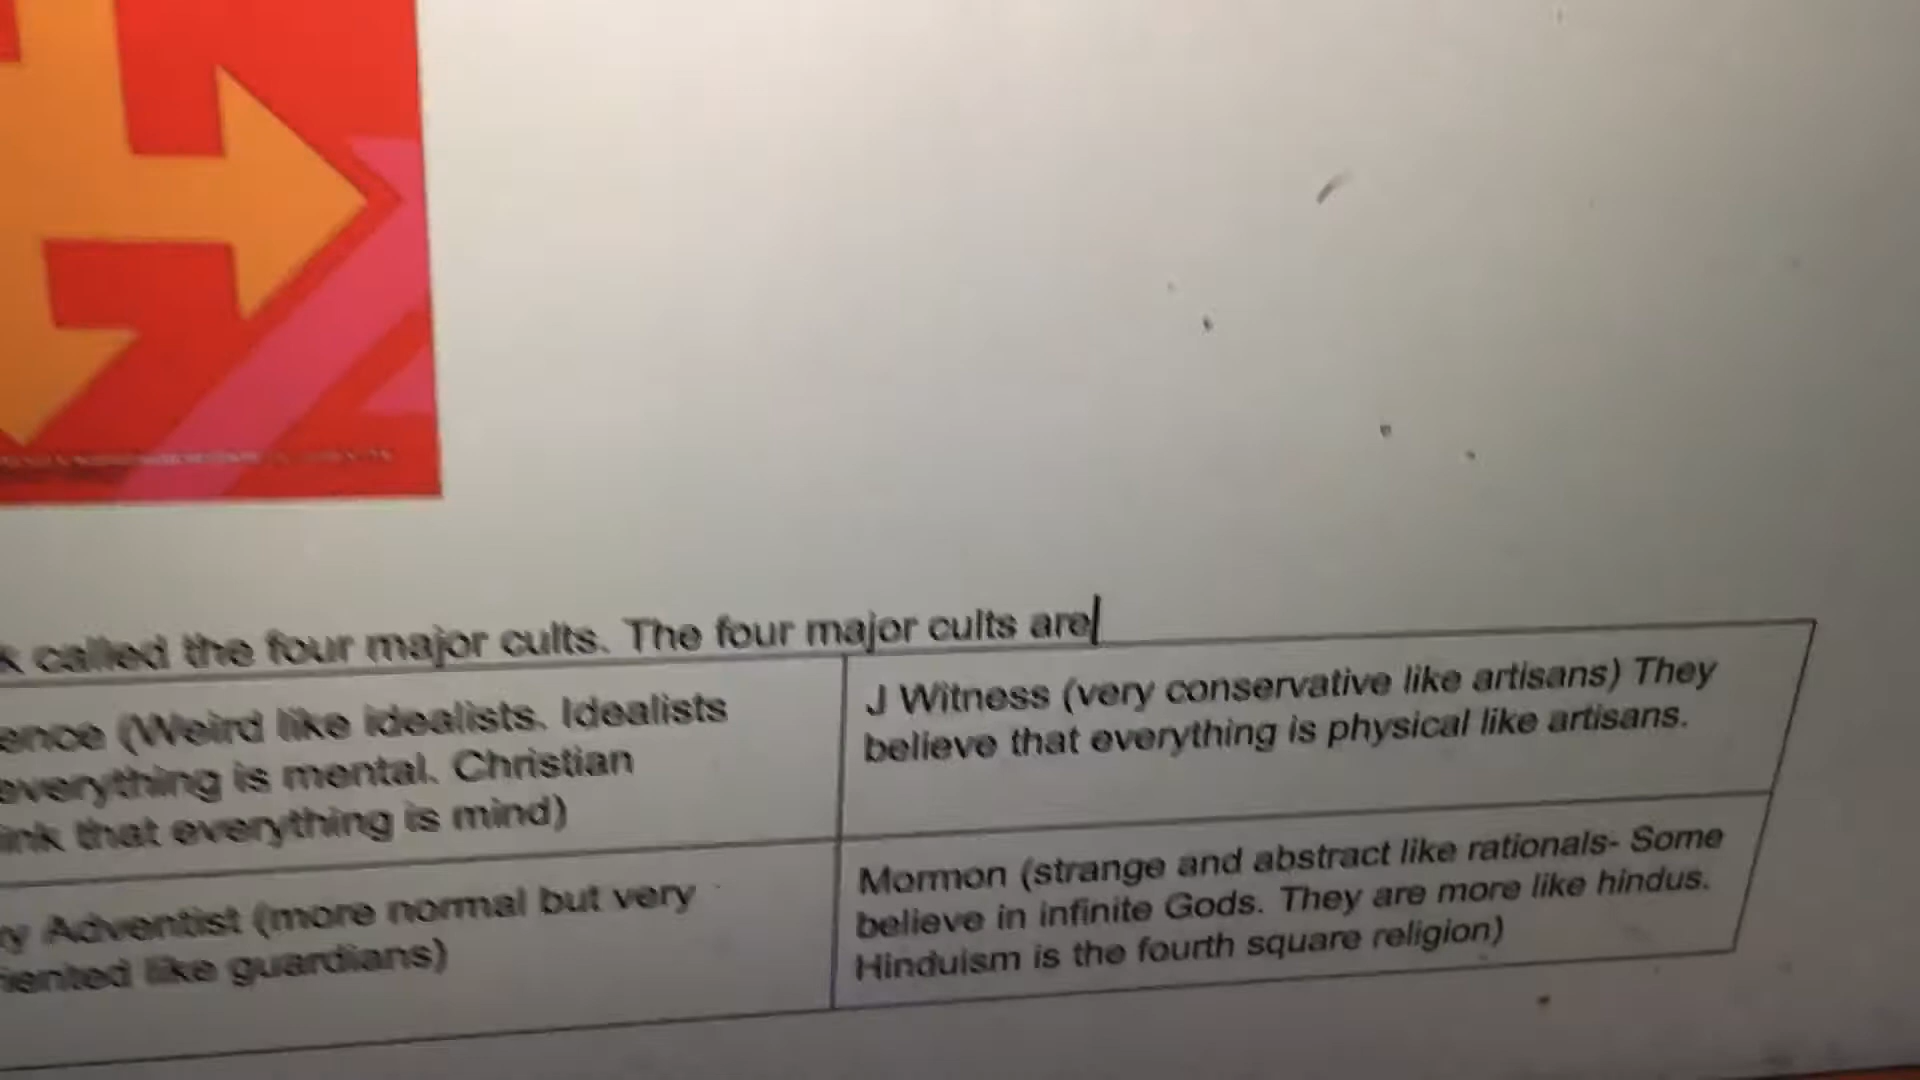 called the four major cults. The four major cults are
(Weird like idealists. Idealists
everything is mental. Christian
that everything is mind)
J Witness (very conservative like artisans) They
believe that everything is physical like artisans.
Adventist (more normal but very
like guardians)
Mormon (strange and abstract like rationals- Some
believe in infinite Gods. They are more like hindus.
Hinduism is the fourth square religion)